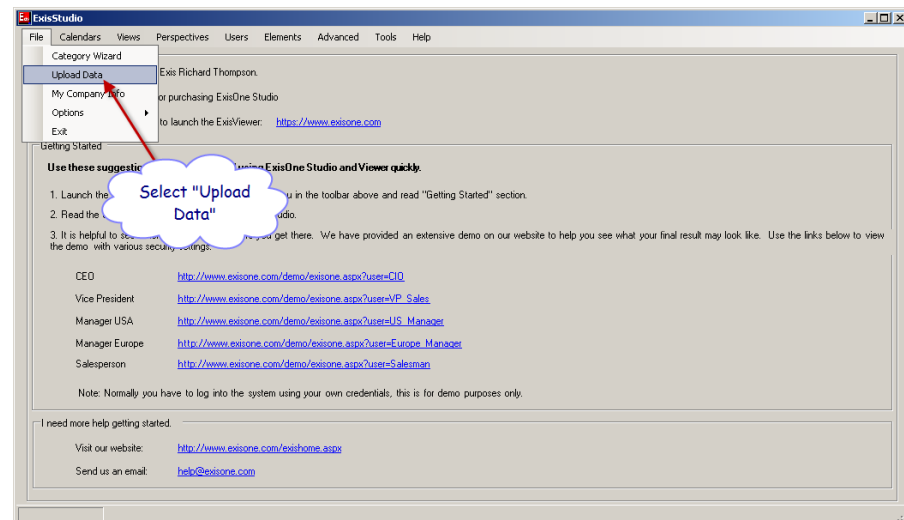 ExisStudio
File Calendars Views Perspectives Users Elements Advanced Tools Help
Category Wizard
Upload Data
My Company Info
Options
Exit
Exis Richard Thompson.
or purchasing ExisOne Studio
to launch the ExisViewer: https://www.exisone.com
Getting Started
Use these suggestio using ExisOne Studio and Viewer quickly.
Select "Upload
Data"
1. Launch the u in the toolbar above and read "Getting Started" section.
2. Read the udio.
3. It is helpful to see get there. We have provided an extensive demo on our website to help you see what your final result may look like. Use the links below to view
the demo with various security settings.
CEO http://www.exisone.com/demo/exisone.aspx?user=CIO
Vice President http://www.exisone.com/demo/exisone.aspx?user=VP_Sales
Manager USA http://www.exisone.com/demo/exisone.aspx?user=US_Manager
Manager Europe http://www.exisone.com/demo/exisone.aspx?user=Europe_Manager
Salesperson http://www.exisone.com/demo/exisone.aspx?user=Salesman
Note: Normally you have to log into the system using your own credentials, this is for demo purposes only.
I need more help getting started.
Visit our website: http://www.exisone.com/exishome.aspx
Send us an email: help@exisone.com